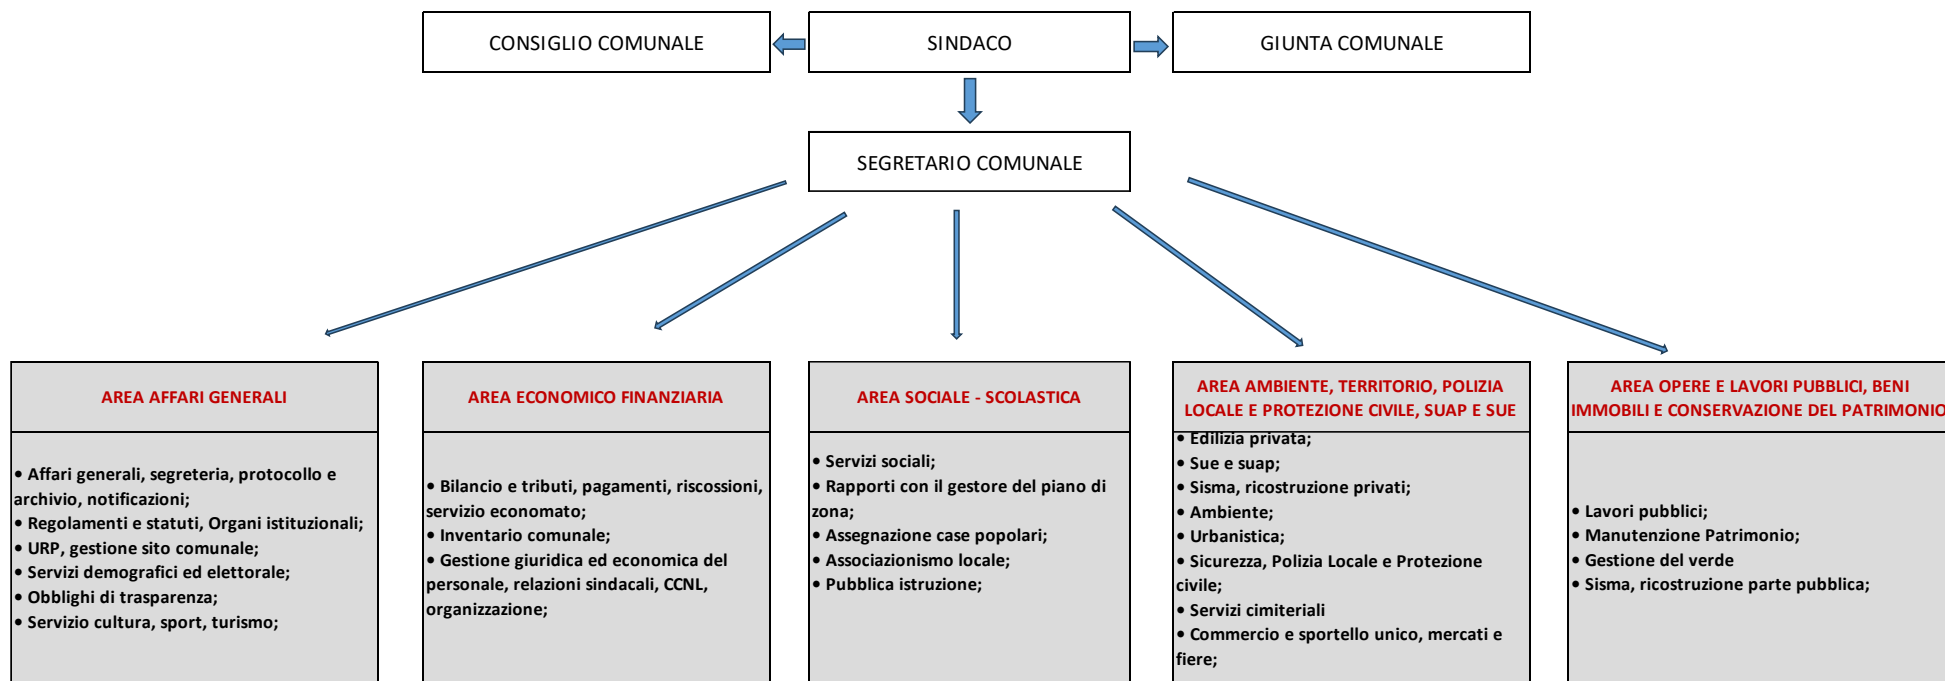 CONSIGLIO COMUNALE
SINDACO
GIUNTA COMUNALE
SEGRETARIO COMUNALE
AREA AFFARI GENERALI
• Affari generali, segreteria, protocollo e
archivio, notificazioni;
• Regolamenti e statuti, Organi istituzionali;
• URP, gestione sito comunale;
• Servizi demografici ed elettorale;
• Obblighi di trasparenza;
• Servizio cultura, sport, turismo;
AREA ECONOMICO FINANZIARIA
• Bilancio e tributi, pagamenti, riscossioni,
servizio economato;
• Inventario comunale;
• Gestione giuridica ed economica del
personale, relazioni sindacali, CCNL,
organizzazione;
AREA SOCIALE - SCOLASTICA
• Servizi sociali;
• Rapporti con il gestore del piano di
zona;
• Assegnazione case popolari;
• Associazionismo locale;
• Pubblica istruzione;
AREA AMBIENTE, TERRITORIO, POLIZIA
LOCALE E PROTEZIONE CIVILE, SUAP E SUE
• Edilizia privata;
• Sue e suap;
• Sisma, ricostruzione privati;
• Ambiente;
• Urbanistica;
• Sicurezza, Polizia Locale e Protezione
civile;
• Servizi cimiteriali
• Commercio e sportello unico, mercati e
fiere;
AREA OPERE E LAVORI PUBBLICI, BENI
IMMOBILI E CONSERVAZIONE DEL PATRIMONIO
• Lavori pubblici;
• Manutenzione Patrimonio;
• Gestione del verde
• Sisma, ricostruzione parte pubblica;